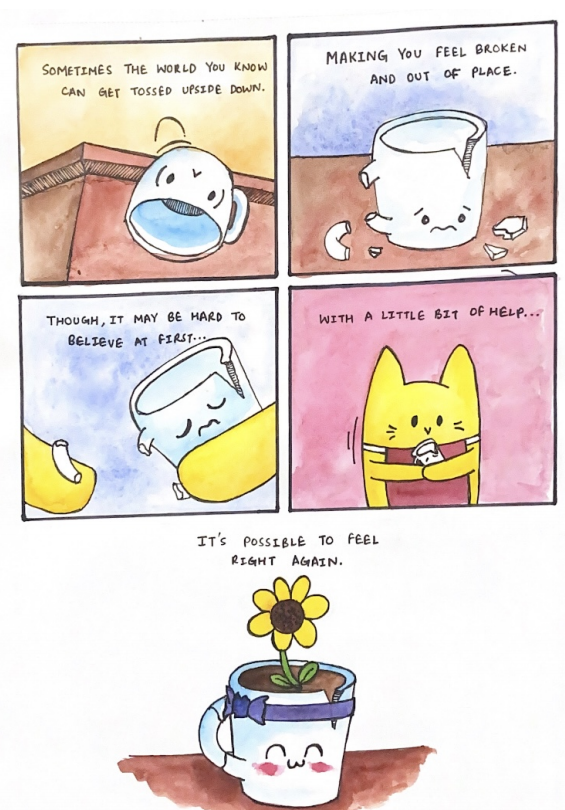 SOMETIMES THE WORLD YOU KNOW
CAN GET TOSSED UPSIDE DOWN.
MAKING YOU FEEL BROKEN
AND OUT OF PLACE.
THOUGH, IT MAY BE HARD TO
BELIEVE AT FIRST...
WITH A LITTLE BIT OF HELP...
IT'S POSSIBLE TO FEEL
RIGHT AGAIN.